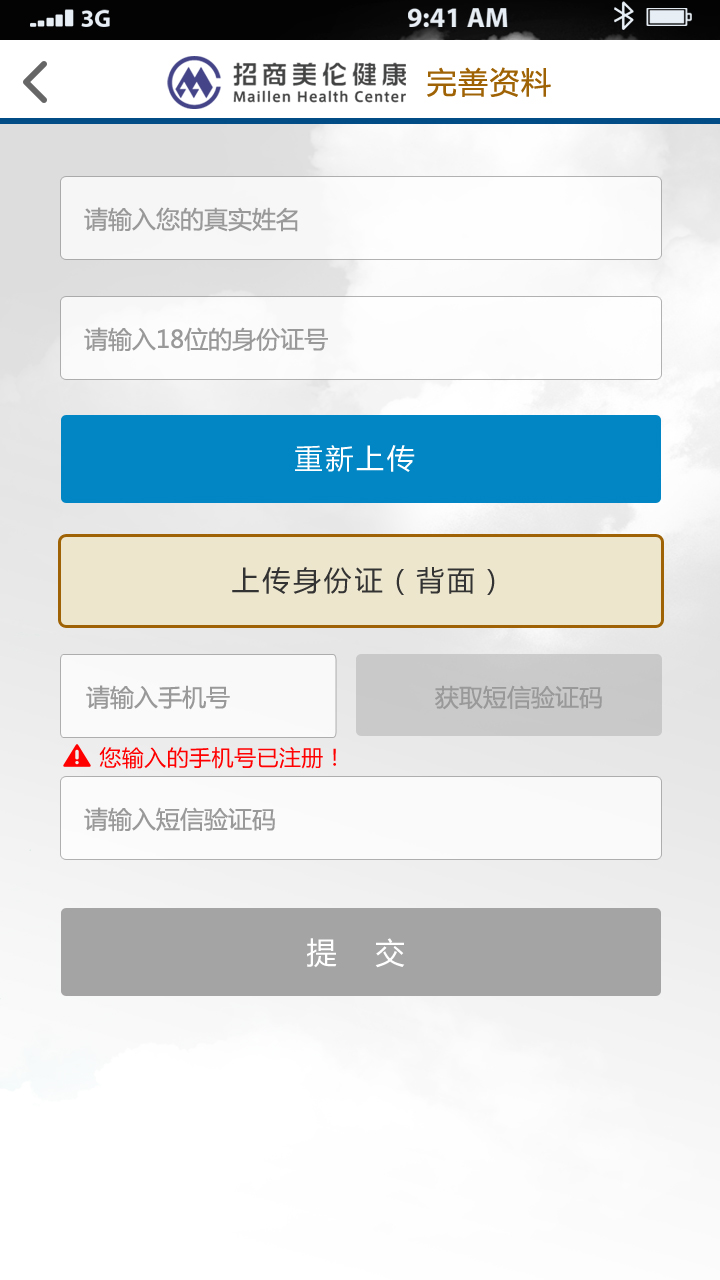 3G 9:41 AM
招商美伦健康
Maillen Health Center
完善资料
请输入您的真实姓名
请输入18位的身份证号
重新上传
上传身份证（背面）
请输入手机号 获取短信验证码
您输入的手机号已注册！
请输入短信验证码
提 交